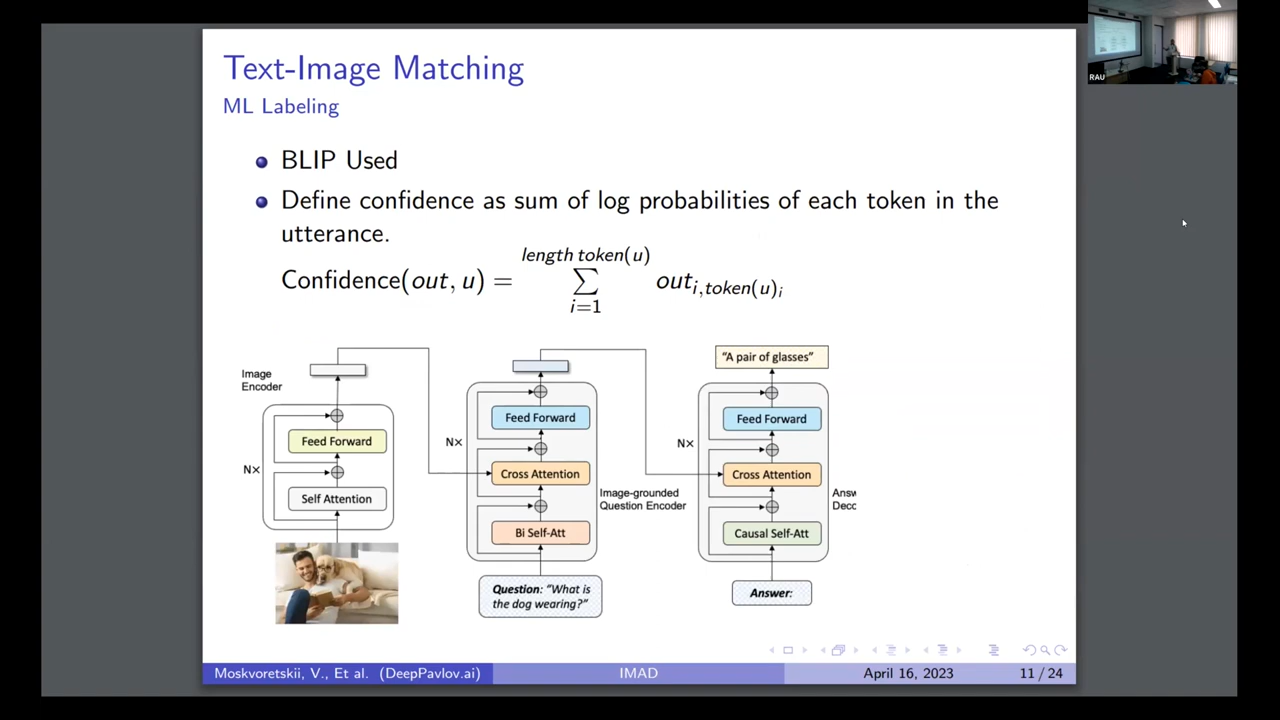 Text-Image Matching
ML Labeling
BLIP Used
Define confidence as sum of log probabilities of each token in the
utterance.
length token(u)
Confidence(out, u) = ∑ out_{i,token(u)_i}
i=1
Image
Encoder
Feed Forward
Self Attention
N×
Feed Forward
Cross Attention
Bi Self-Att
N×
Image-grounded
Question Encoder
Question: “What is
the dog wearing?”
“A pair of glasses”
Feed Forward
Cross Attention
Causal Self-Att
N×
Answ
Deco
Answer:
Moskvoretskii, V., Et al. (DeepPavlov.ai)
IMAD
April 16, 2023
11 / 24
RAU